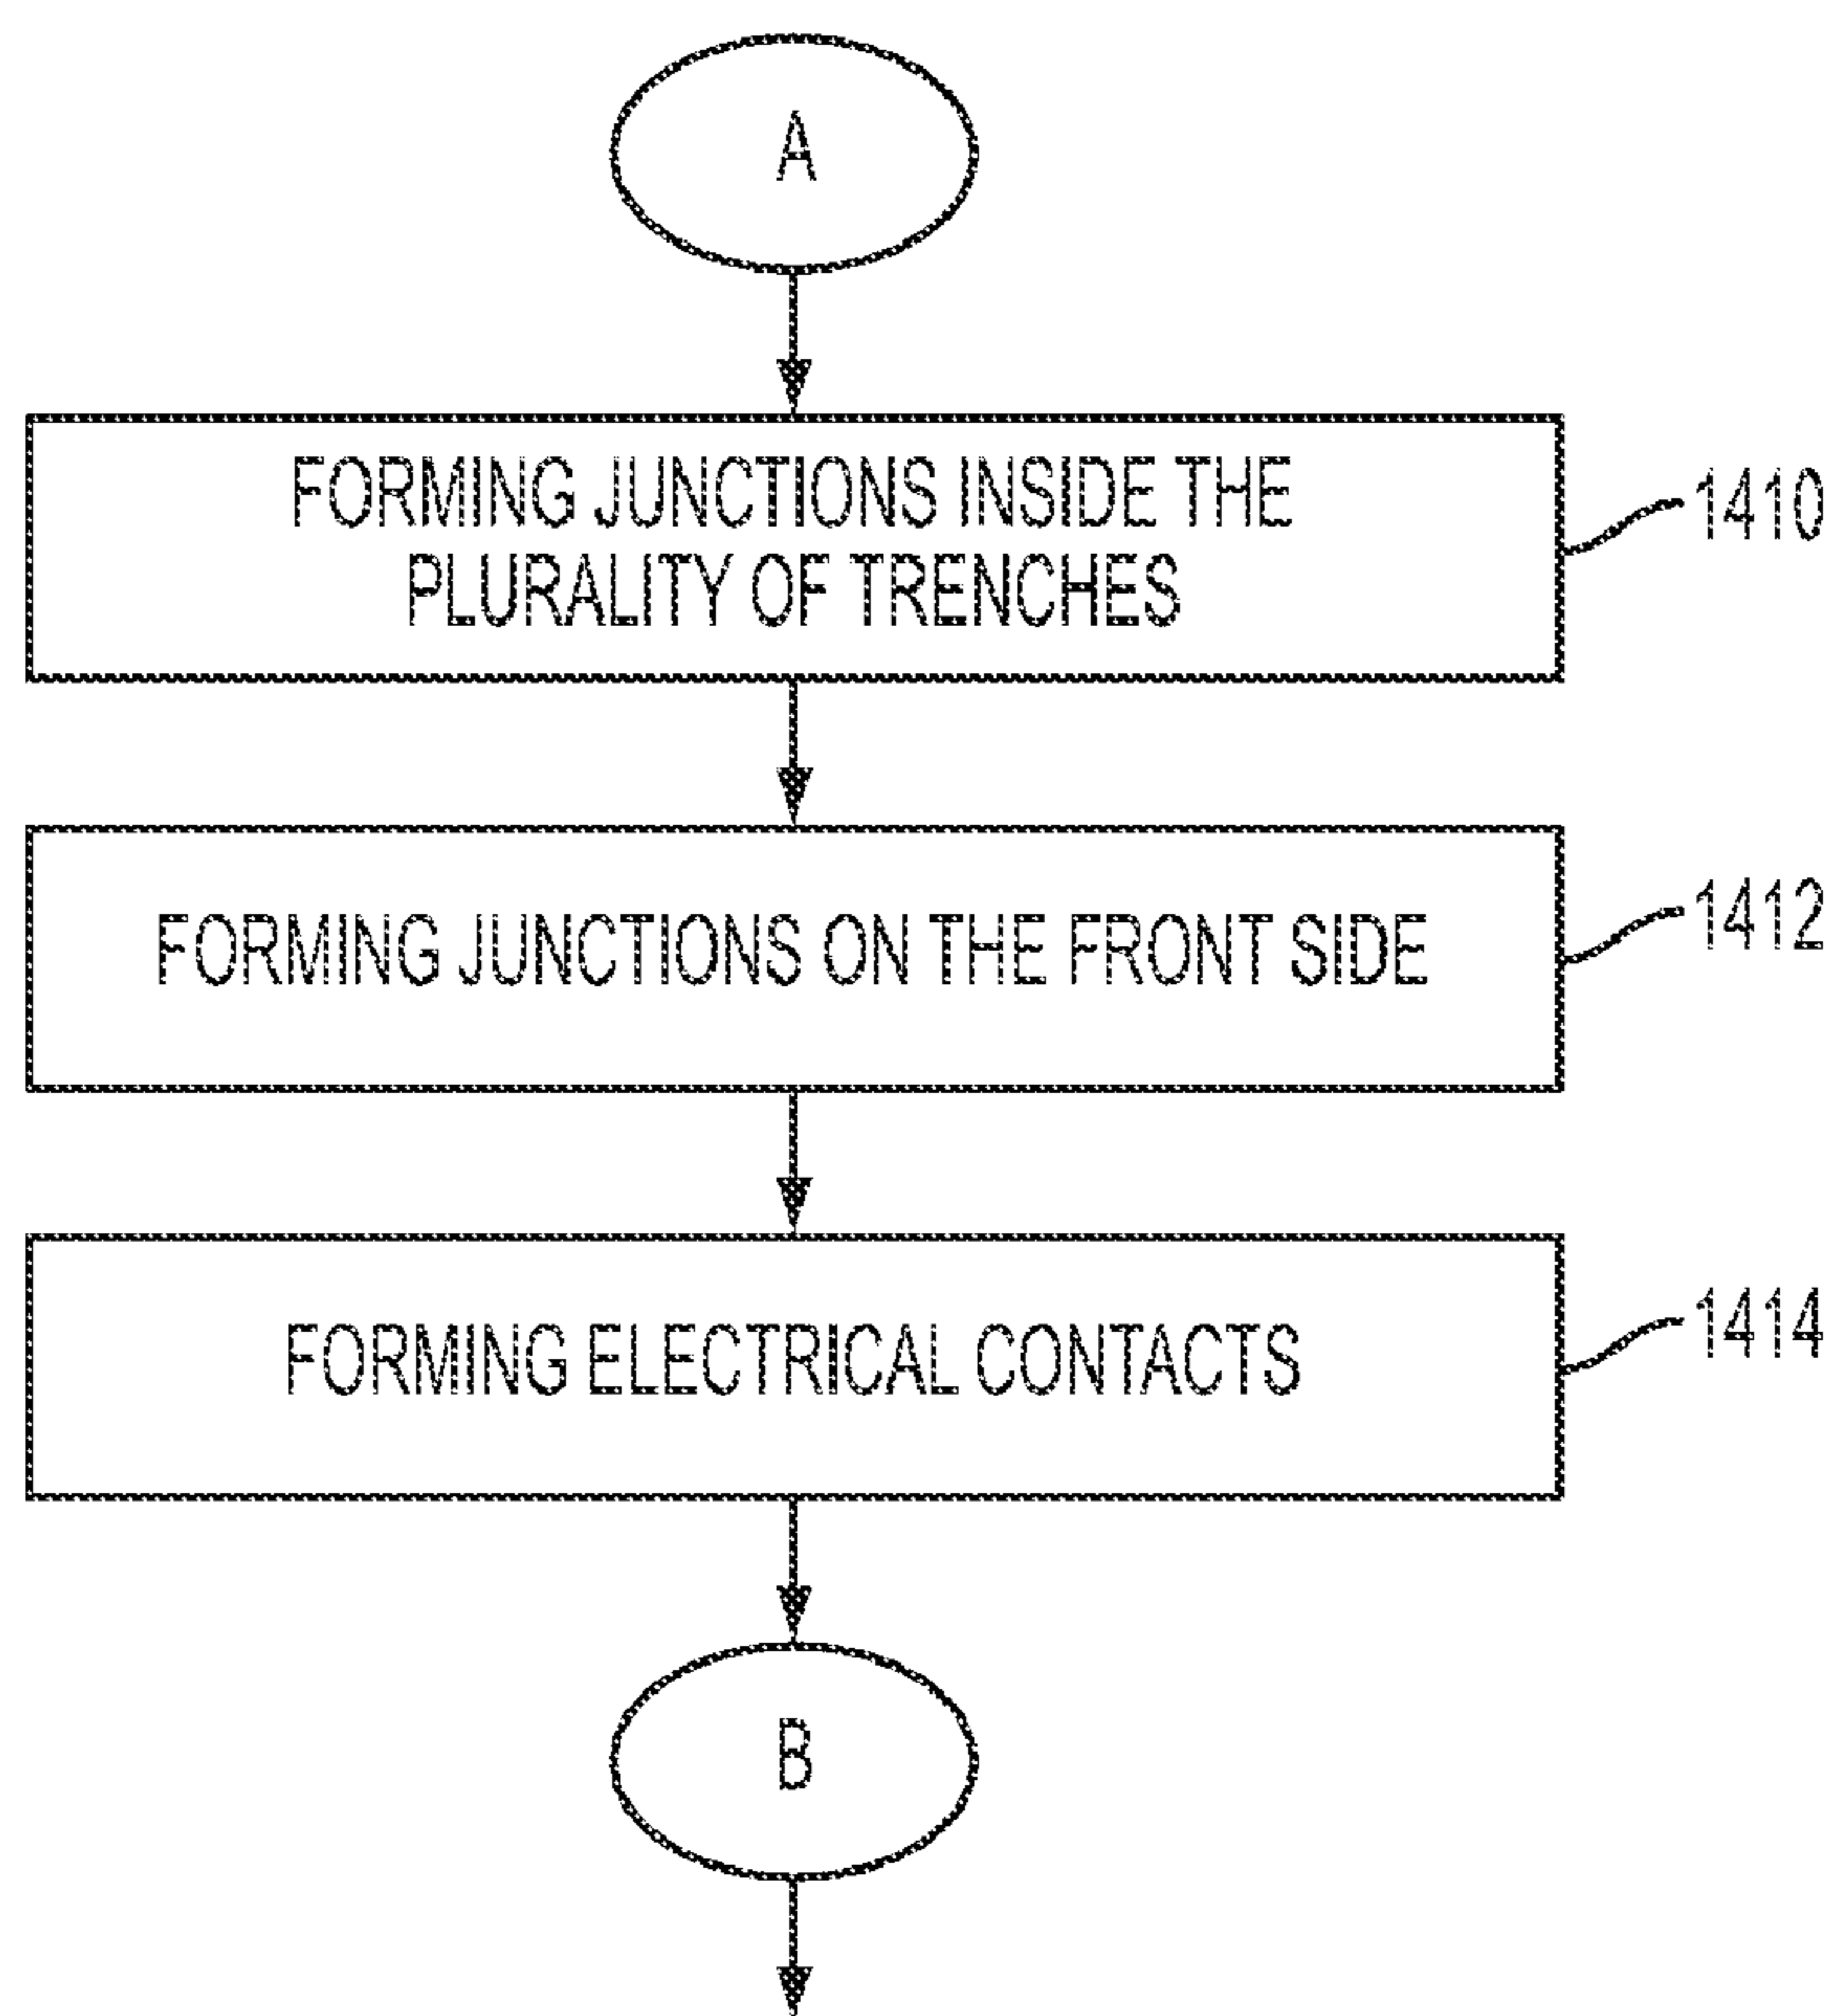 A
FORMING JUNCTIONS INSIDE THE
PLURALITY OF TRENCHES
1410
FORMING JUNCTIONS ON THE FRONT SIDE
1412
FORMING ELECTRICAL CONTACTS
1414
B